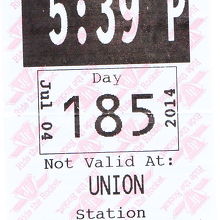 5:39 P
Day
Jul 04
185
2014
Not Valid At:
UNION
Station